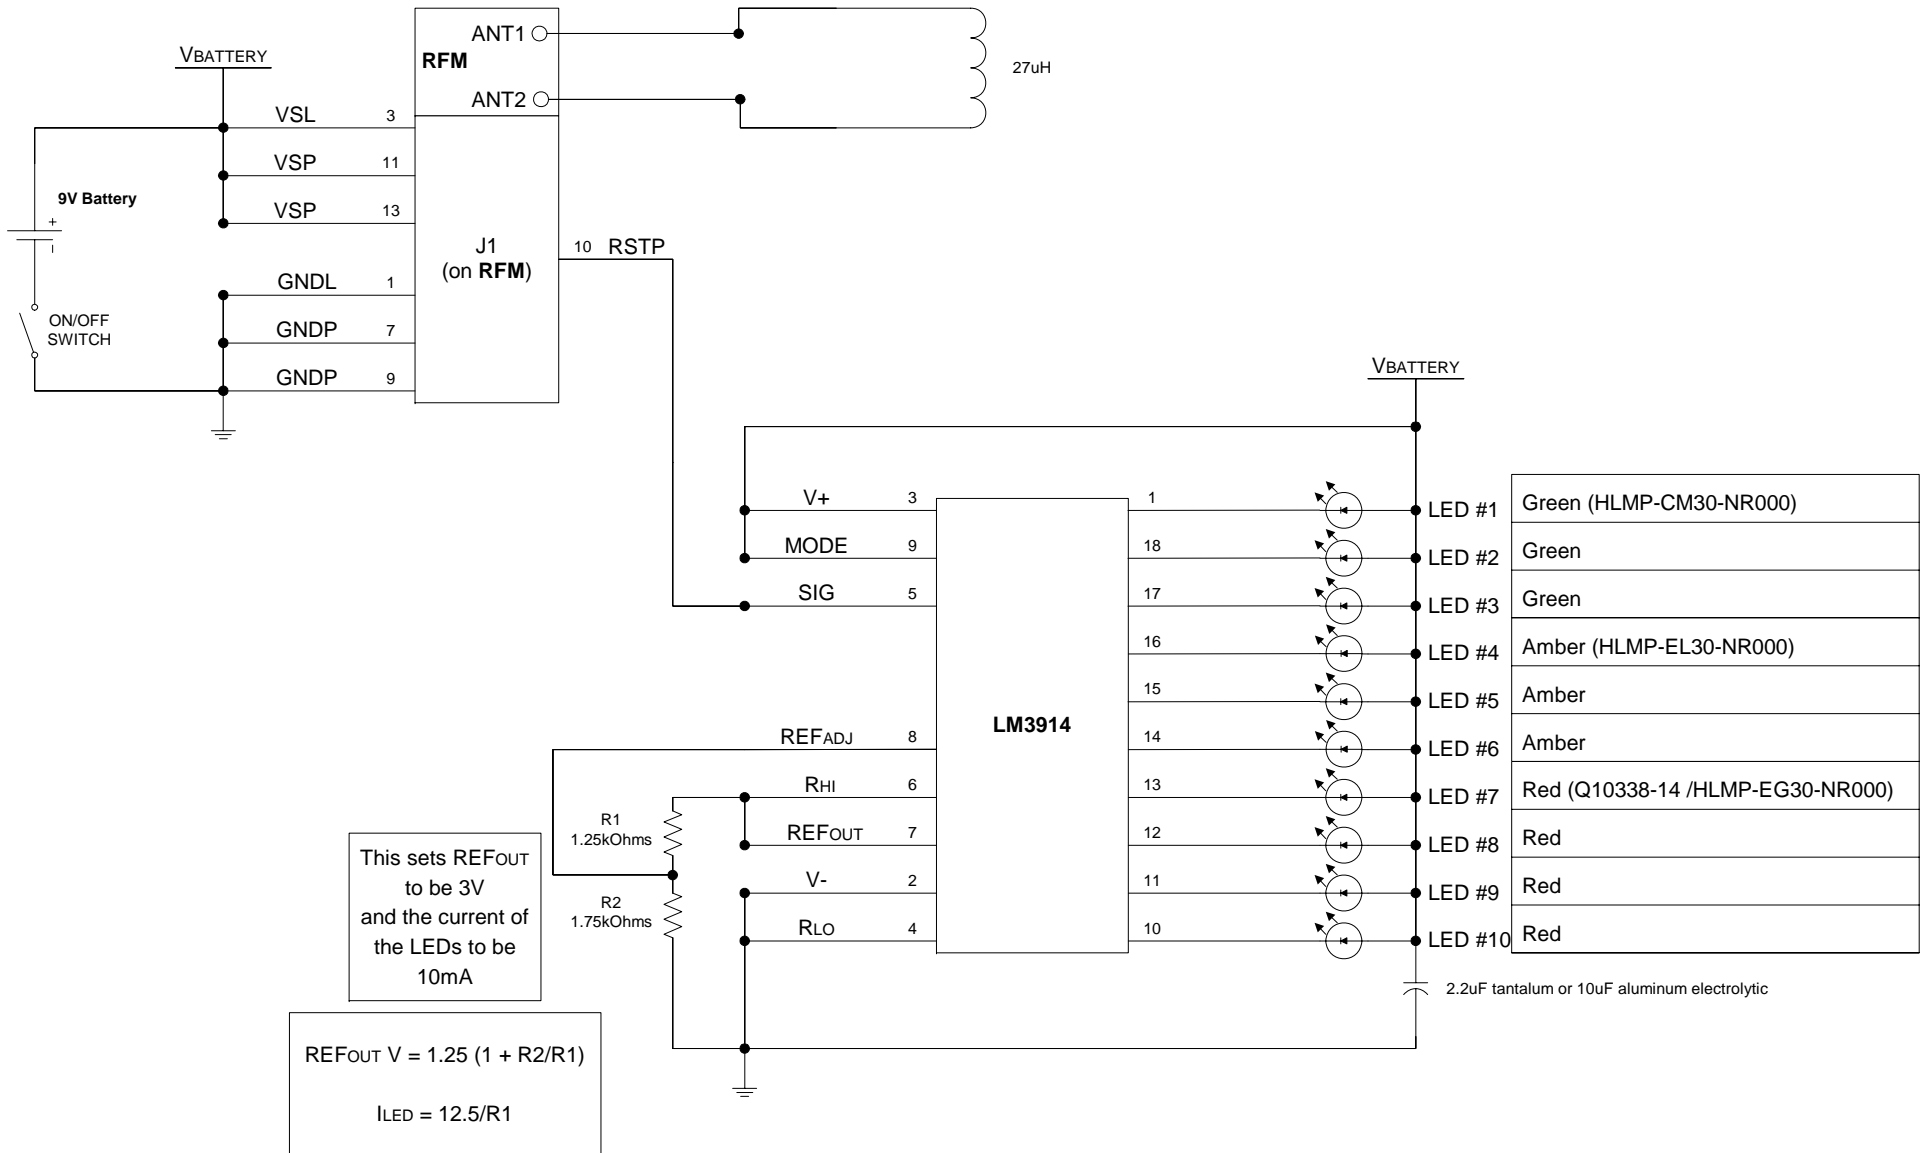 ANT1
RFM
ANT2
27uH
VBATTERY
VSL 3
VSP 11
VSP 13
9V Battery
+
-
J1
(on RFM)
10 RSTP
GNDL 1
GNDP 7
GNDP 9
ON/OFF
SWITCH
VBATTERY
V+ 3
MODE 9
SIG 5
REFADJ 8
RHI 6
REFOUT 7
V- 2
RLO 4
LM3914
1 LED #1 Green (HLMP-CM30-NR000)
18 LED #2 Green
17 LED #3 Green
16 LED #4 Amber (HLMP-EL30-NR000)
15 LED #5 Amber
14 LED #6 Amber
13 LED #7 Red (Q10338-14 /HLMP-EG30-NR000)
12 LED #8 Red
11 LED #9 Red
10 LED #10 Red
2.2uF tantalum or 10uF aluminum electrolytic
R1
1.25kOhms
R2
1.75kOhms
This sets REFOUT
to be 3V
and the current of
the LEDs to be
10mA
REFOUT V = 1.25 (1 + R2/R1)
ILED = 12.5/R1